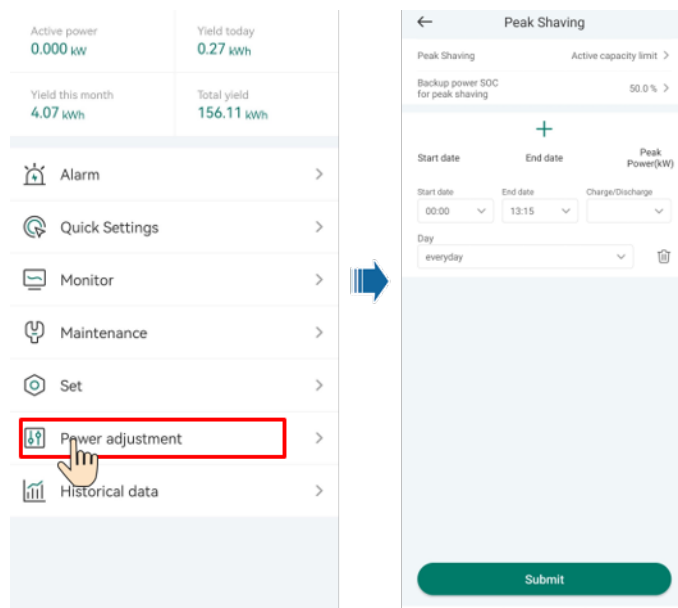 Active power
0.000 kW
Yield today
0.27 kWh
Yield this month
4.07 kWh
Total yield
156.11 kWh
Alarm
Quick Settings
Monitor
Maintenance
Set
Power adjustment
Historical data
Peak Shaving
Peak Shaving
Active capacity limit
Backup power SOC
for peak shaving
50.0 %
Start date
End date
Peak
Power(kW)
Start date
End date
Charge/Discharge
00:00
13:15
Day
everyday
Submit